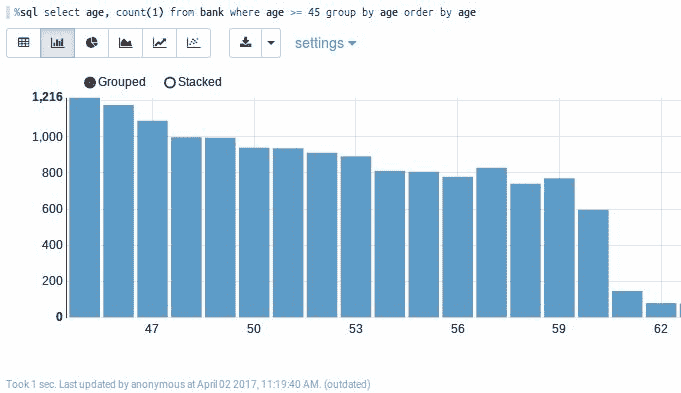 %sql select age, count(1) from bank where age >= 45 group by age order by age
settings
Grouped Stacked
1,216
1,000
800
600
400
200
0
47 50 53 56 59 62
Took 1 sec. Last updated by anonymous at April 02 2017, 11:19:40 AM. (outdated)